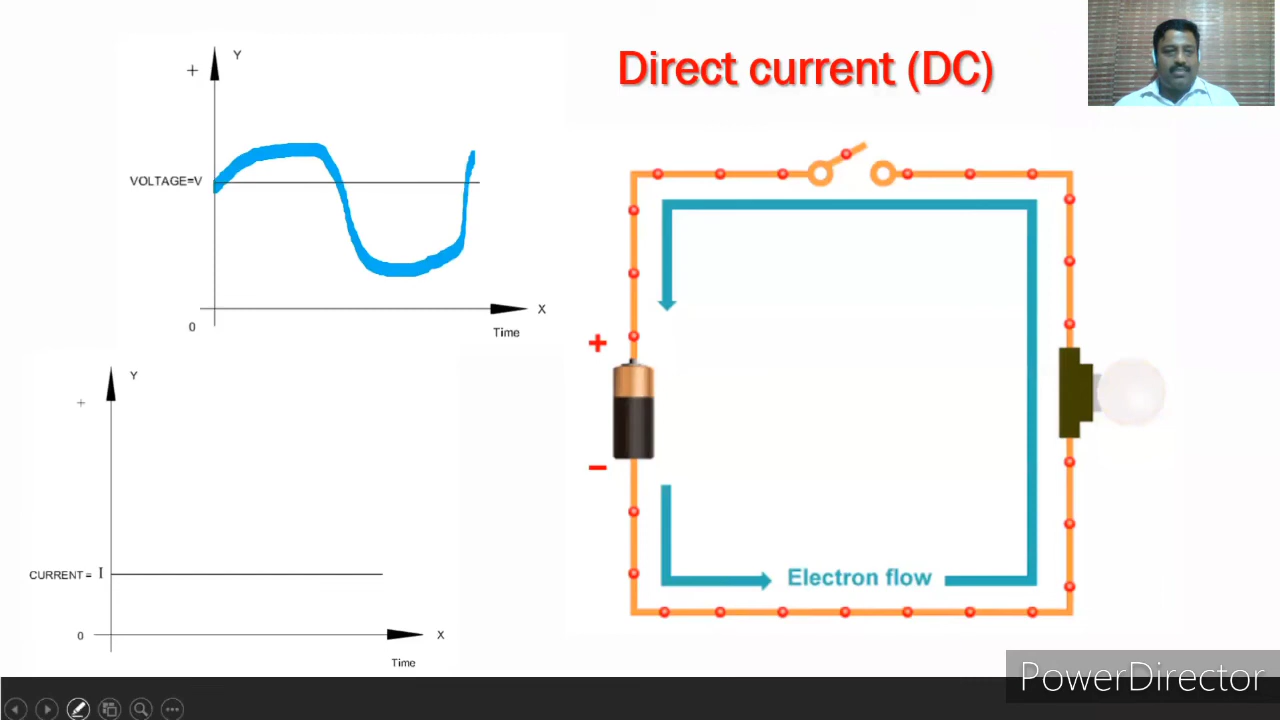 Direct current (DC)
+
Y
VOLTAGE=V
0
X
Time
Y
+
CURRENT= I
0
X
Time
+
−
Electron flow
PowerDirector